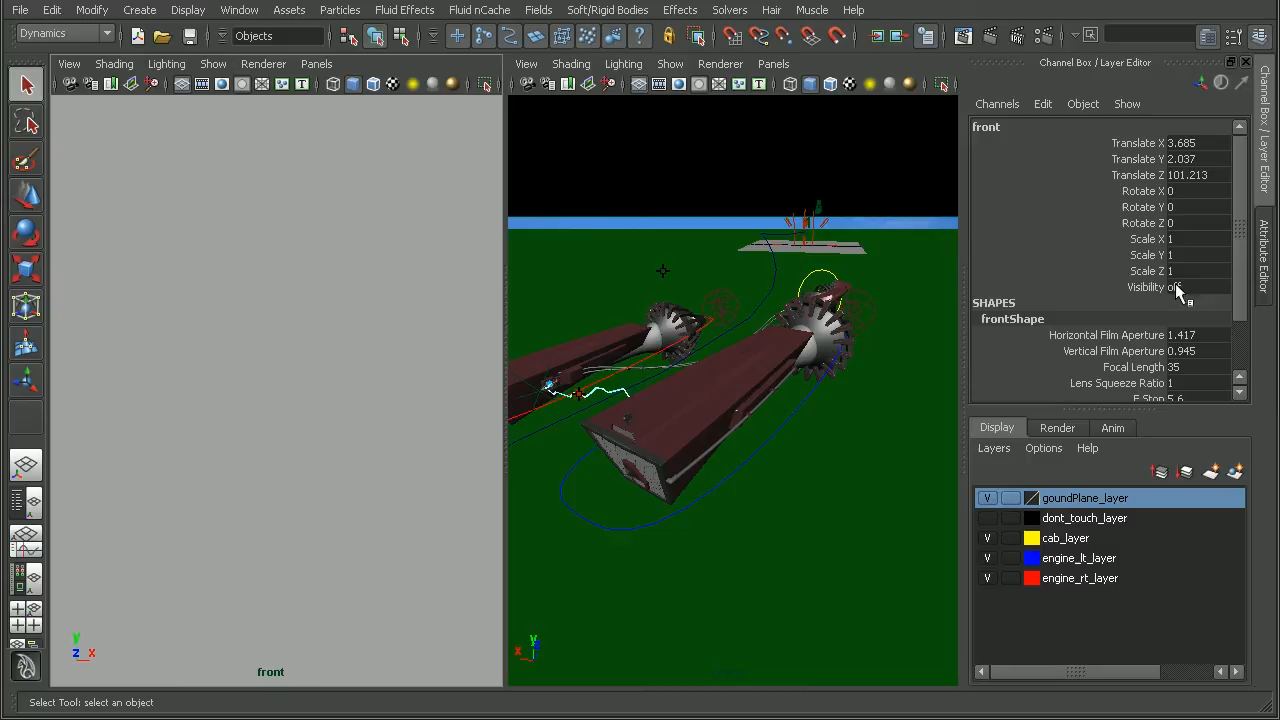 File Edit Modify Create Display Window Assets Particles Fluid Effects Fluid nCache Fields Soft/Rigid Bodies Effects Solvers Hair Muscle Help
Dynamics
Objects
Channel Box / Layer Editor
View Shading Lighting Show Renderer Panels
View Shading Lighting Show Renderer Panels
Channels Edit Object Show
front
Translate X 3.685
Translate Y 2.037
Translate Z 101.213
Rotate X 0
Rotate Y 0
Rotate Z 0
Scale X 1
Scale Y 1
Scale Z 1
Visibility off
SHAPES
frontShape
Horizontal Film Aperture 1.417
Vertical Film Aperture 0.945
Focal Length 35
Lens Squeeze Ratio 1
F Stop 5.6
Display Render Anim
Layers Options Help
V goundPlane_layer
dont_touch_layer
V cab_layer
V engine_lt_layer
V engine_rt_layer
Channel Box / Layer Editor
Attribute Editor
y
z x
front
y
x z
Select Tool: select an object